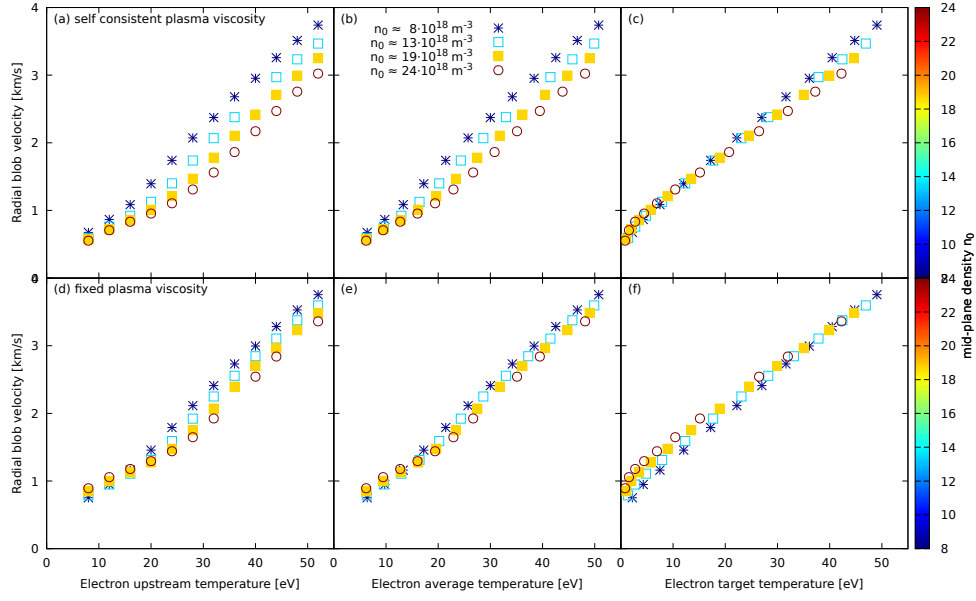 (a) self consistent plasma viscosity
(b)
(c)
n₀ ≈ 8·10¹⁸ m⁻³
n₀ ≈ 13·10¹⁸ m⁻³
n₀ ≈ 19·10¹⁸ m⁻³
n₀ ≈ 24·10¹⁸ m⁻³
Radial blob velocity [km/s]
4
3
2
1
0
24
22
20
18
16
14
12
10
8
(d) fixed plasma viscosity
(e)
(f)
Radial blob velocity [km/s]
4
3
2
1
0
24
22
20
18
16
14
12
10
8
mid-plane density n₀
0 10 20 30 40 50
0 10 20 30 40 50
0 10 20 30 40 50
Electron upstream temperature [eV]
Electron average temperature [eV]
Electron target temperature [eV]